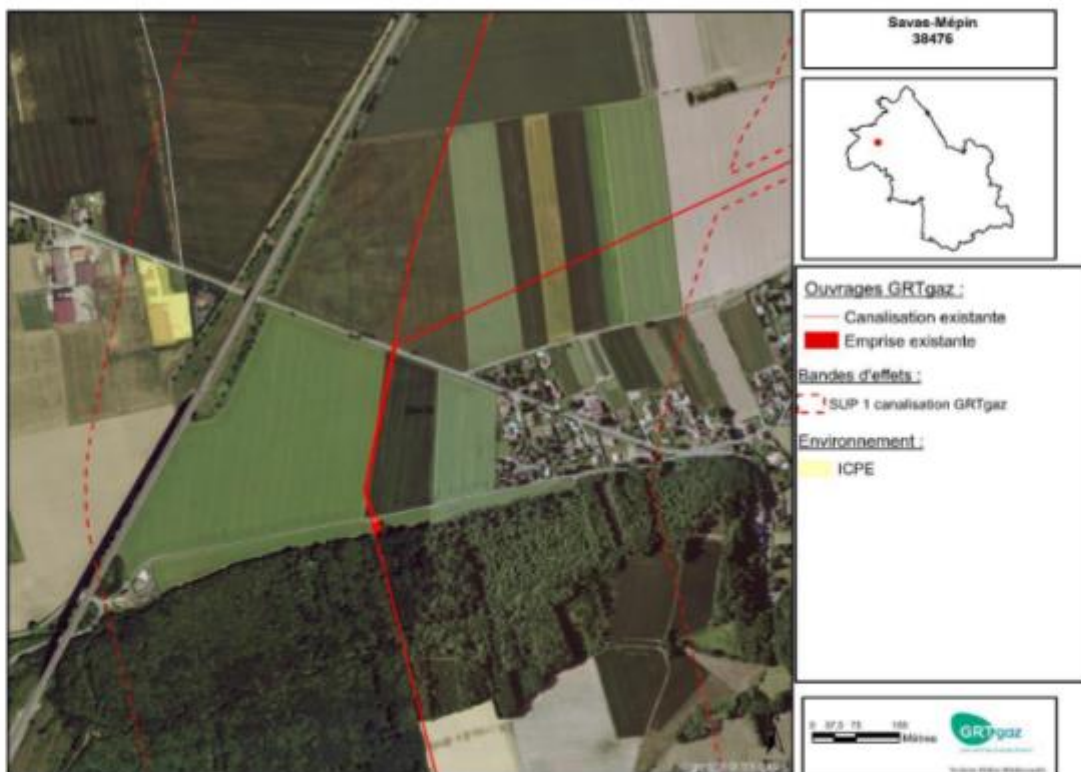 Savas-Mépin
38476
Ouvrages GRTgaz :
Canalisation existante
Emprise existante
Bandes d'effets :
SUP 1 canalisation GRTgaz
Environnement :
ICPE
0 37,5 75 150
Mètres
GRTgaz